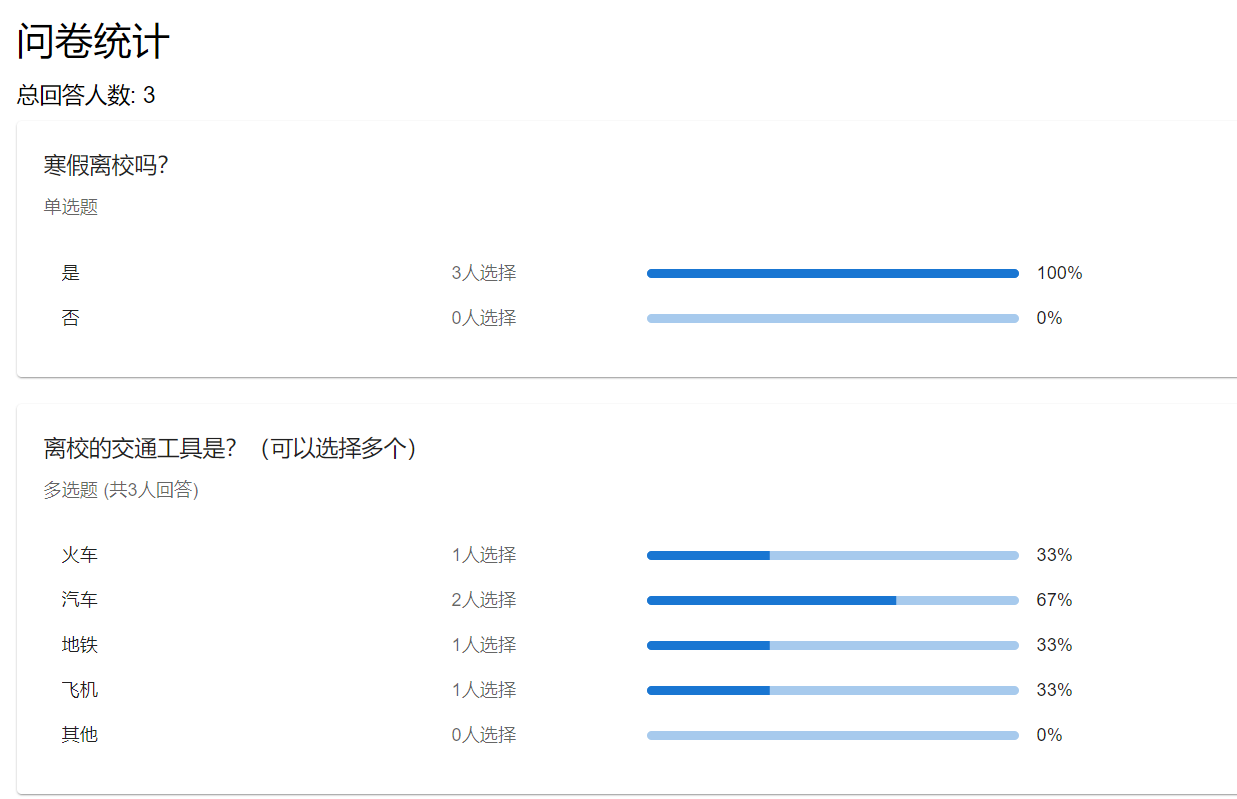 问卷统计
总回答人数: 3
寒假离校吗?
单选题
是 3人选择 100%
否 0人选择 0%
离校的交通工具是? （可以选择多个）
多选题 (共3人回答)
火车 1人选择 33%
汽车 2人选择 67%
地铁 1人选择 33%
飞机 1人选择 33%
其他 0人选择 0%